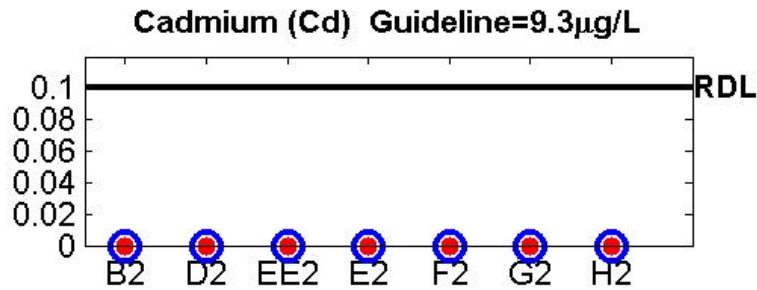 Cadmium (Cd)  Guideline=9.3μg/L
0.1
RDL
0.08
0.06
0.04
0.02
0
B2 D2 EE2 E2 F2 G2 H2